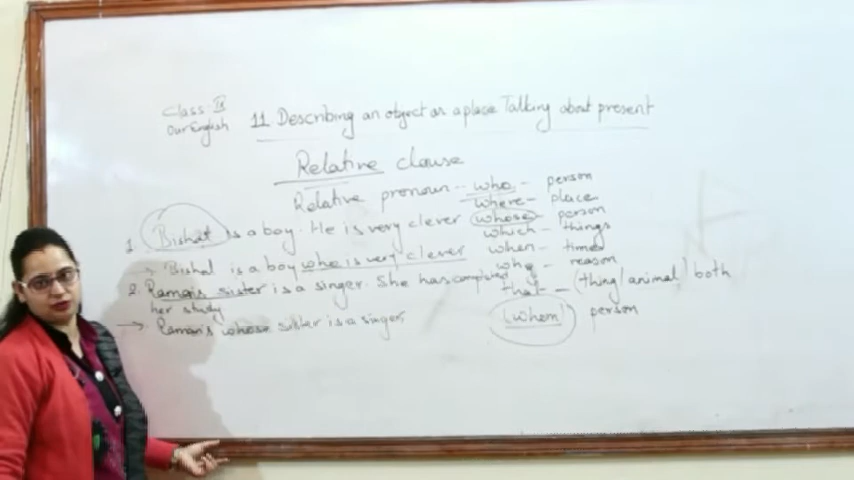 Class-IX
Our English
11 Describing an object or a place Talking about present
Relative clause
Relative pronoun - who - person
where - place
whose - person
which - things
when - time
why - reason
that - (thing/animal) both
(whom) person
1. Bishal is a boy. He is very clever
→ Bishal is a boy who is very clever
2. Raman's sister is a singer. She has completed
her study
→ Raman's whose sister is a singer.